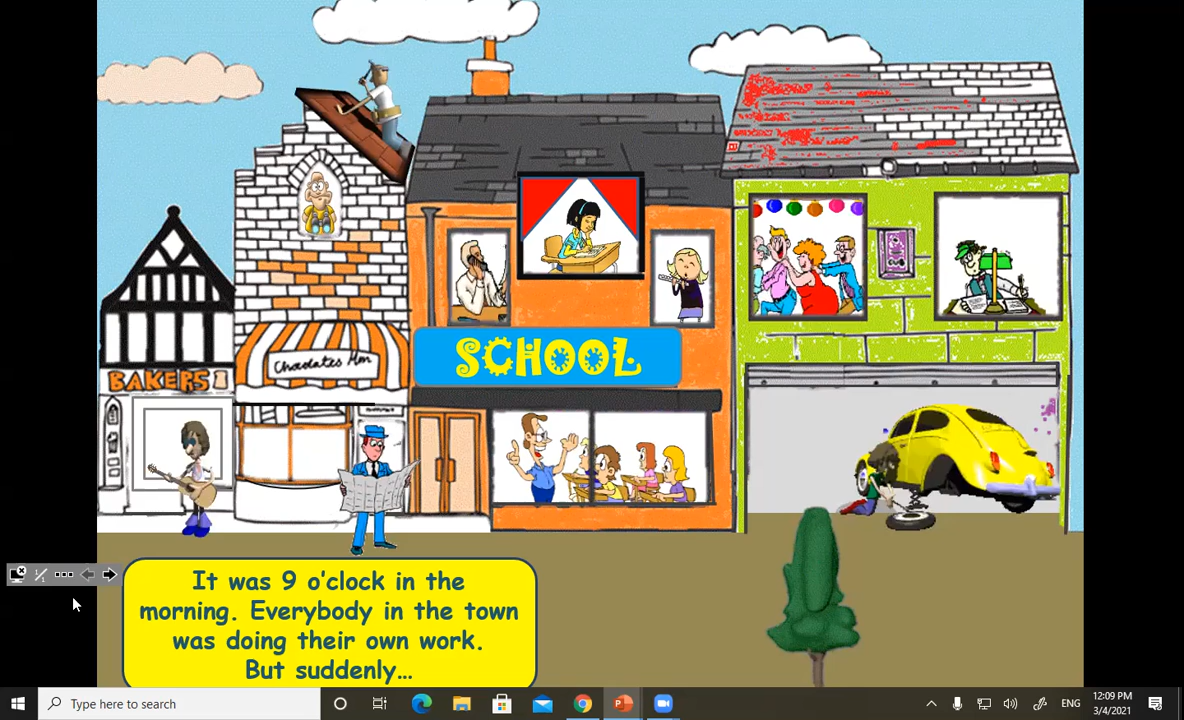 Chocolates Mm
BAKERS
SCHOOL
It was 9 o'clock in the
morning. Everybody in the town
was doing their own work.
But suddenly...
Type here to search
ENG
12:09 PM
3/4/2021